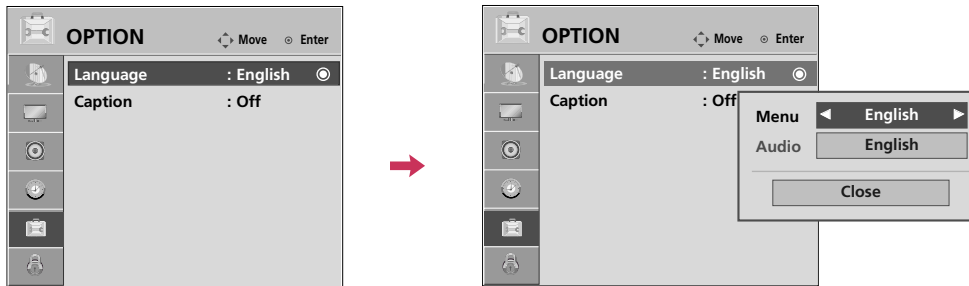 OPTION Move Enter
Language : English
Caption : Off
OPTION Move Enter
Language : English
Caption : Off
Menu English
Audio English
Close